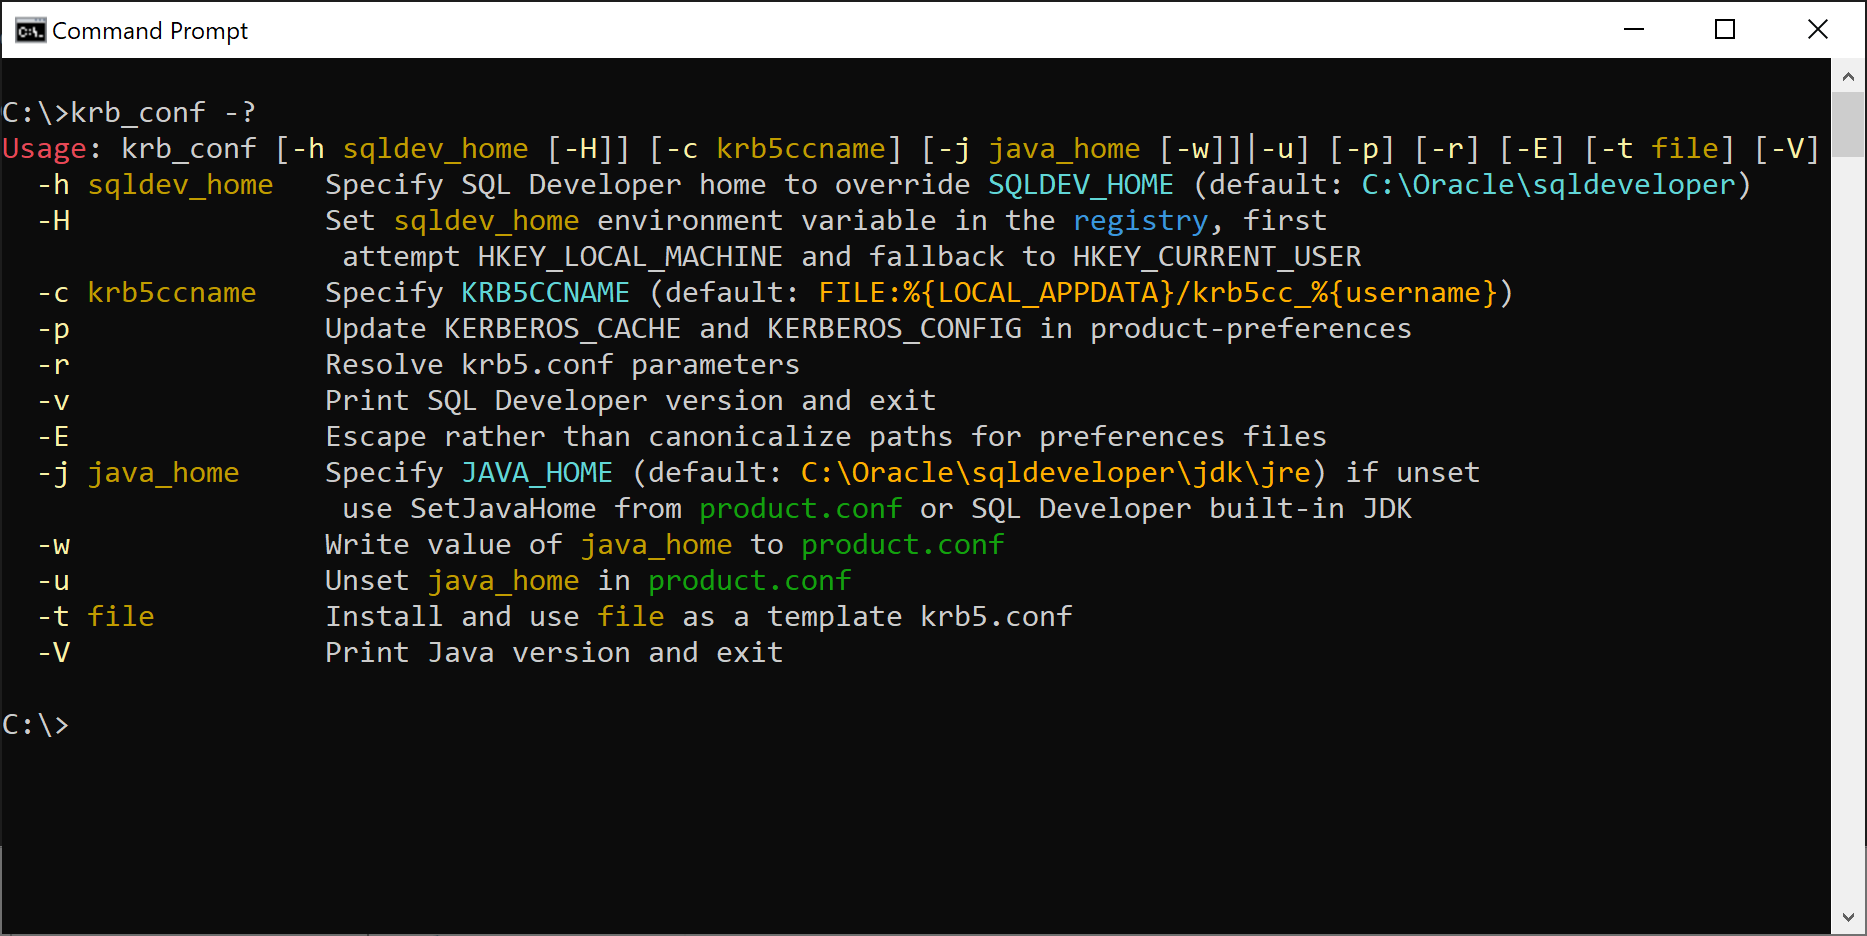 Command Prompt
C:\>krb_conf -?
Usage: krb_conf [-h sqldev_home [-H]] [-c krb5ccname] [-j java_home [-w]]|-u] [-p] [-r] [-E] [-t file] [-V]
  -h sqldev_home   Specify SQL Developer home to override SQLDEV_HOME (default: C:\Oracle\sqldeveloper)
  -H               Set sqldev_home environment variable in the registry, first
                    attempt HKEY_LOCAL_MACHINE and fallback to HKEY_CURRENT_USER
  -c krb5ccname    Specify KRB5CCNAME (default: FILE:%{LOCAL_APPDATA}/krb5cc_%{username})
  -p               Update KERBEROS_CACHE and KERBEROS_CONFIG in product-preferences
  -r               Resolve krb5.conf parameters
  -v               Print SQL Developer version and exit
  -E               Escape rather than canonicalize paths for preferences files
  -j java_home     Specify JAVA_HOME (default: C:\Oracle\sqldeveloper\jdk\jre) if unset
                    use SetJavaHome from product.conf or SQL Developer built-in JDK
  -w               Write value of java_home to product.conf
  -u               Unset java_home in product.conf
  -t file          Install and use file as a template krb5.conf
  -V               Print Java version and exit
C:\>